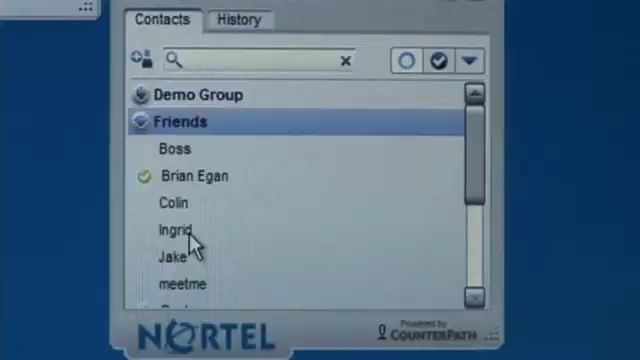 Contacts History
Demo Group
Friends
Boss
Brian Egan
Colin
Ingrid
Jake
meetme
NORTEL
Powered by
COUNTERPATH